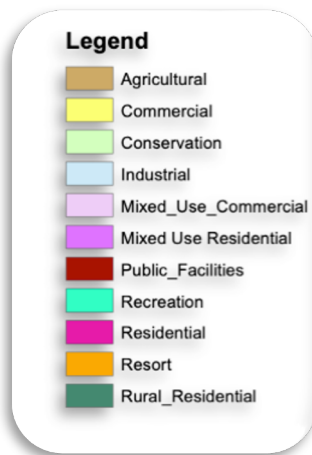 Legend
Agricultural
Commercial
Conservation
Industrial
Mixed_Use_Commercial
Mixed Use Residential
Public_Facilities
Recreation
Residential
Resort
Rural_Residential